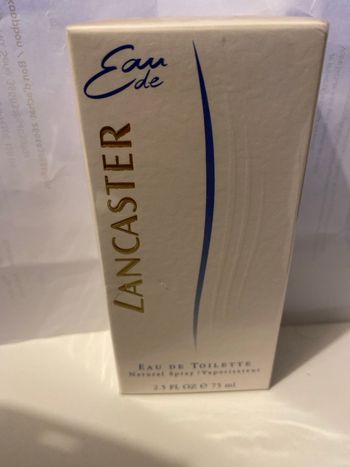 Eau
de
LANCASTER
EAU DE TOILETTE
Natural Spray / Vaporisateur
2.5 FL OZ ℮ 75 ml